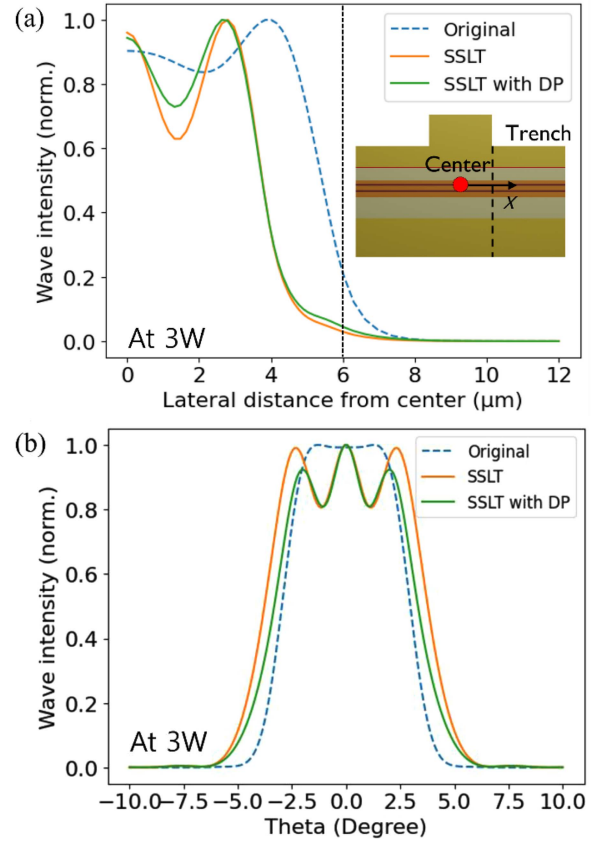 (a)
Wave intensity (norm.)
1.0
0.8
0.6
0.4
0.2
0.0
Original
SSLT
SSLT with DP
Trench
Center
X
At 3W
0 2 4 6 8 10 12
Lateral distance from center (μm)
(b)
Wave intensity (norm.)
1.0
0.8
0.6
0.4
0.2
0.0
Original
SSLT
SSLT with DP
At 3W
−10.0 −7.5 −5.0 −2.5 0.0 2.5 5.0 7.5 10.0
Theta (Degree)